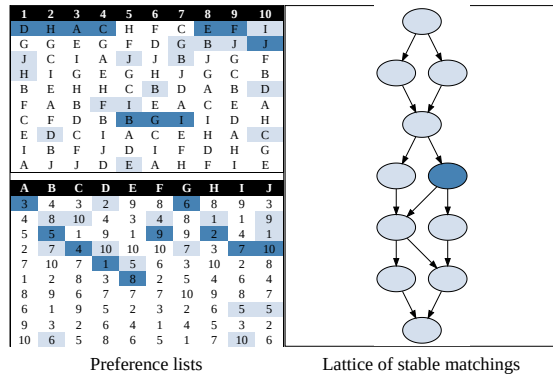 1 2 3 4 5 6 7 8 9 10
D H A C H F C E F I
G G E G F D G B J J
J C I A J J B J G F
H I G E G H J G C B
B E H H C B D A B D
F A B F I E A C E A
C F D B B G I I D H
E D C I A C E H A C
I B F J D I F D H G
A J J D E A H F I E
A B C D E F G H I J
3 4 3 2 9 8 6 8 9 3
4 8 10 4 3 4 8 1 1 9
5 5 1 9 1 9 9 2 4 1
2 7 4 10 10 10 7 3 7 10
7 10 7 1 5 6 3 10 2 8
1 2 8 3 8 2 5 4 6 4
8 9 6 7 7 7 10 9 8 7
6 1 9 5 2 3 2 6 5 5
9 3 2 6 4 1 4 5 3 2
10 6 5 8 6 5 1 7 10 6
Preference lists Lattice of stable matchings